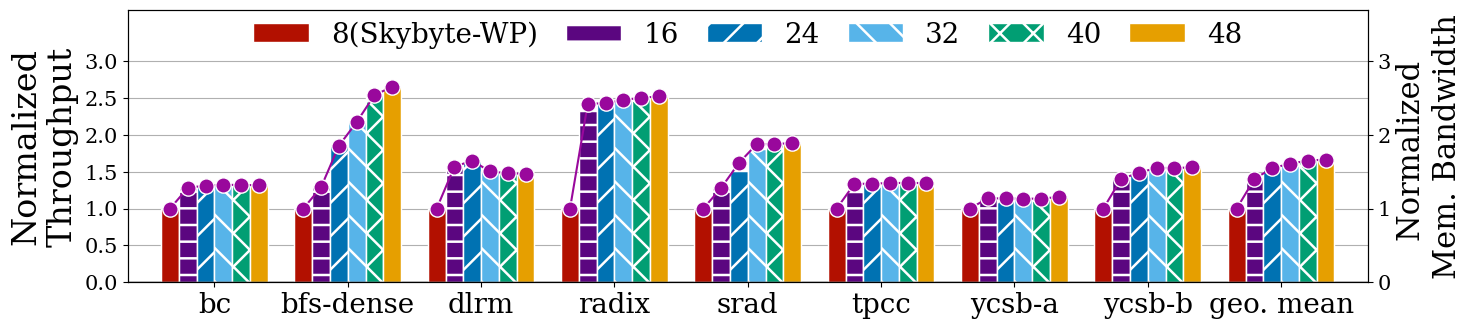 8(Skybyte-WP) 16 24 32 40 48
Normalized
Throughput
3.0
2.5
2.0
1.5
1.0
0.5
0.0
3
2
1
0
Normalized
Mem. Bandwidth
bc bfs-dense dlrm radix srad tpcc ycsb-a ycsb-b geo. mean